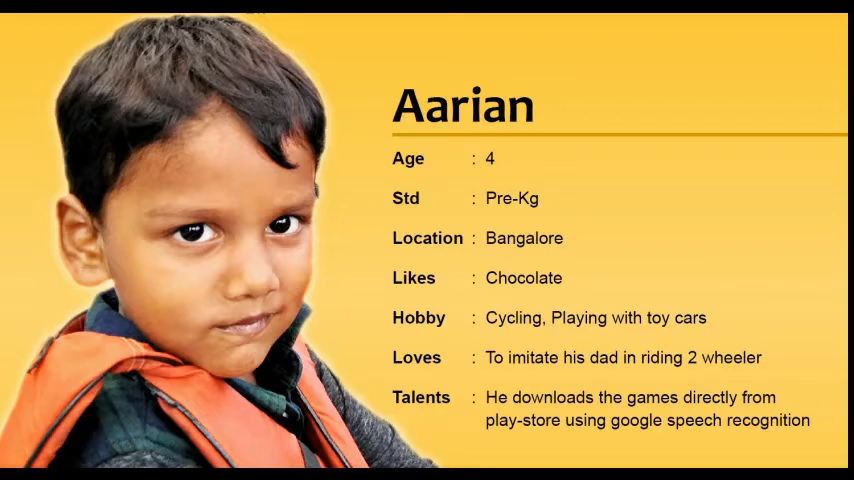 Aarian
Age : 4
Std : Pre-Kg
Location : Bangalore
Likes : Chocolate
Hobby : Cycling, Playing with toy cars
Loves : To imitate his dad in riding 2 wheeler
Talents : He downloads the games directly from
play-store using google speech recognition